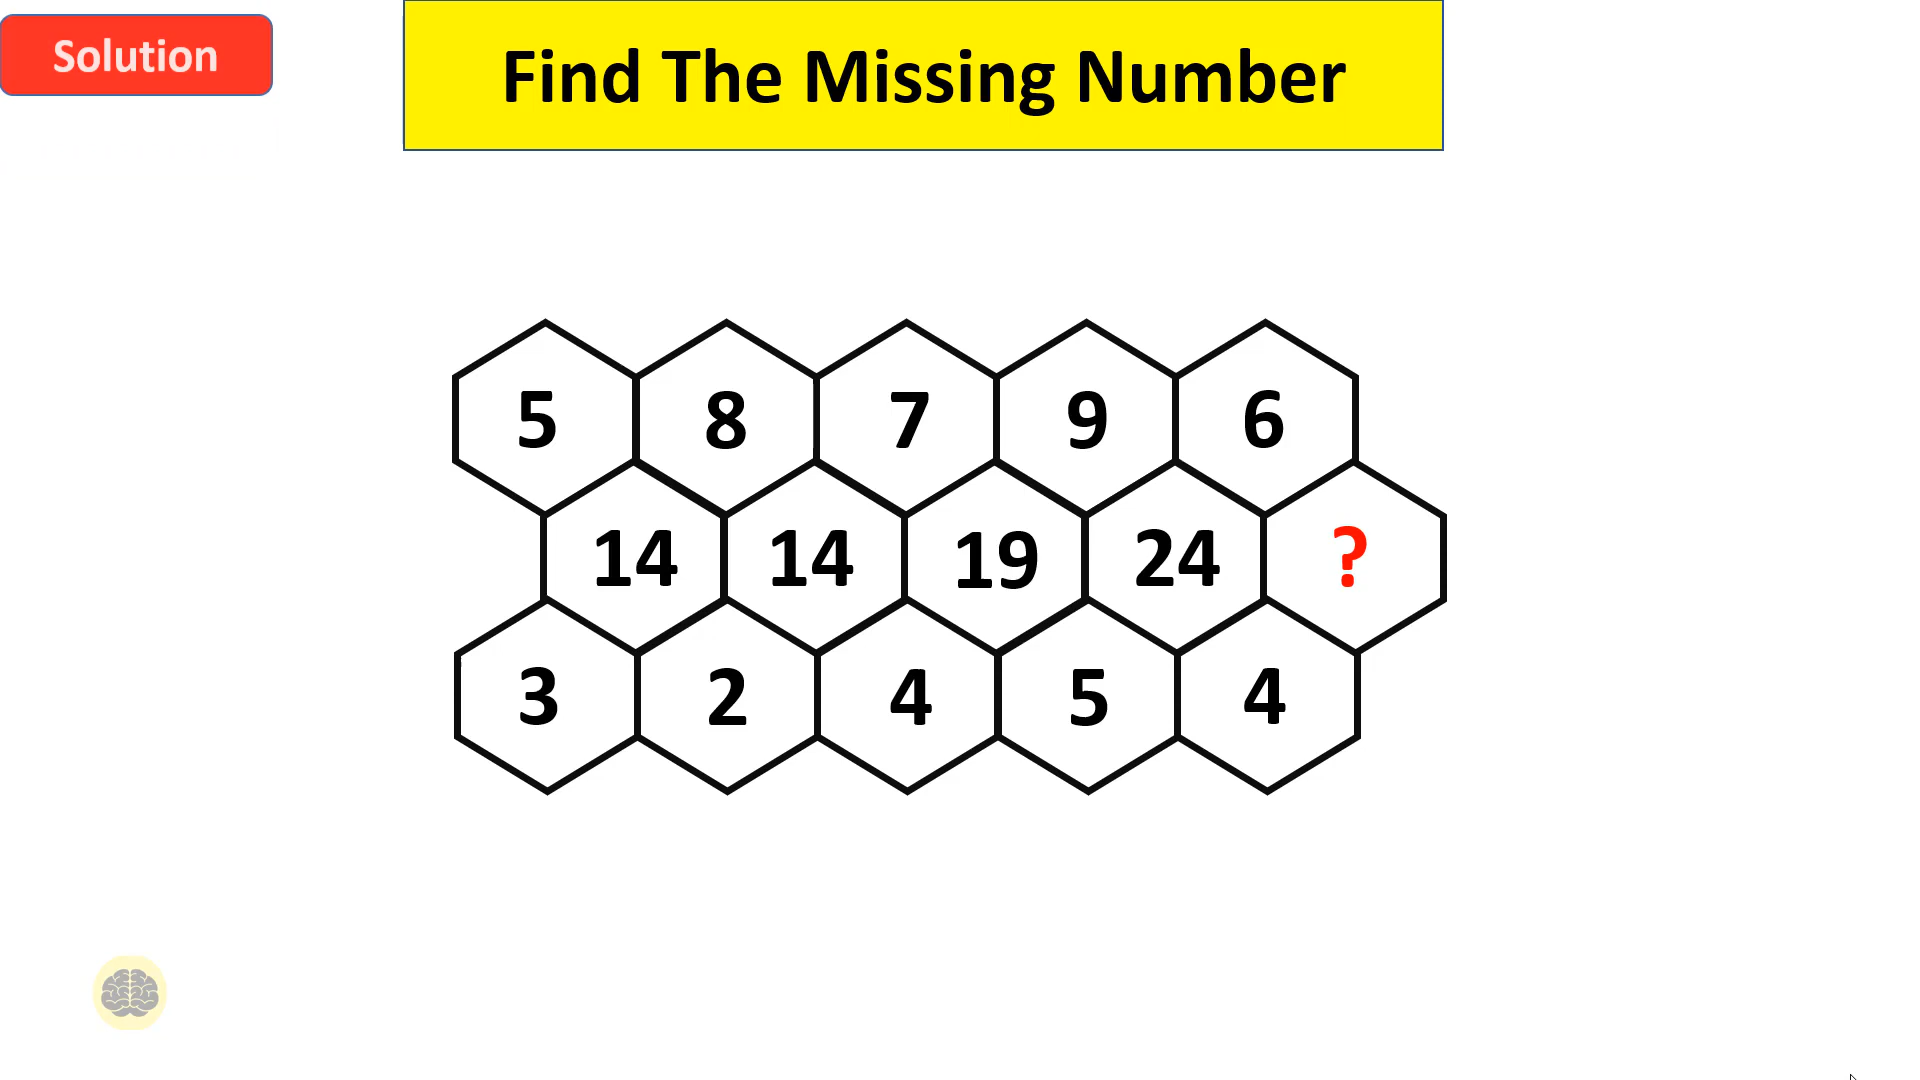 Solution
Find The Missing Number
5 8 7 9 6
14 14 19 24 ?
3 2 4 5 4